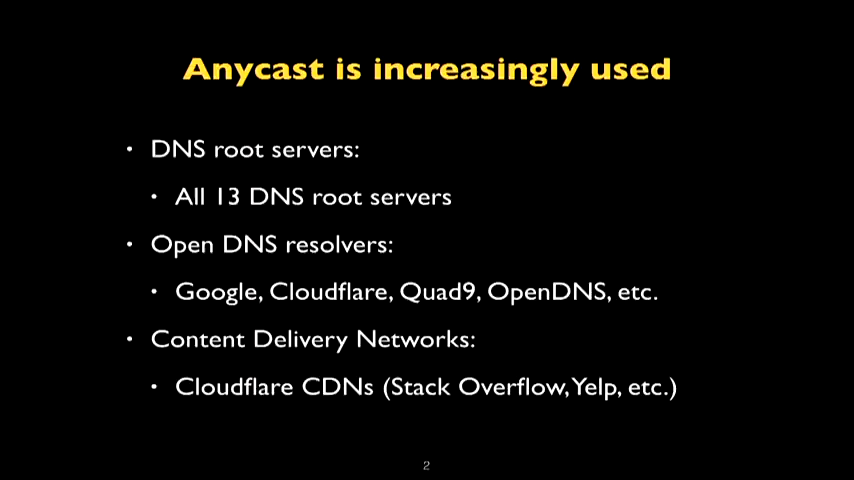 Anycast is increasingly used
• DNS root servers:
• All 13 DNS root servers
• Open DNS resolvers:
• Google, Cloudflare, Quad9, OpenDNS, etc.
• Content Delivery Networks:
• Cloudflare CDNs (Stack Overflow, Yelp, etc.)
2